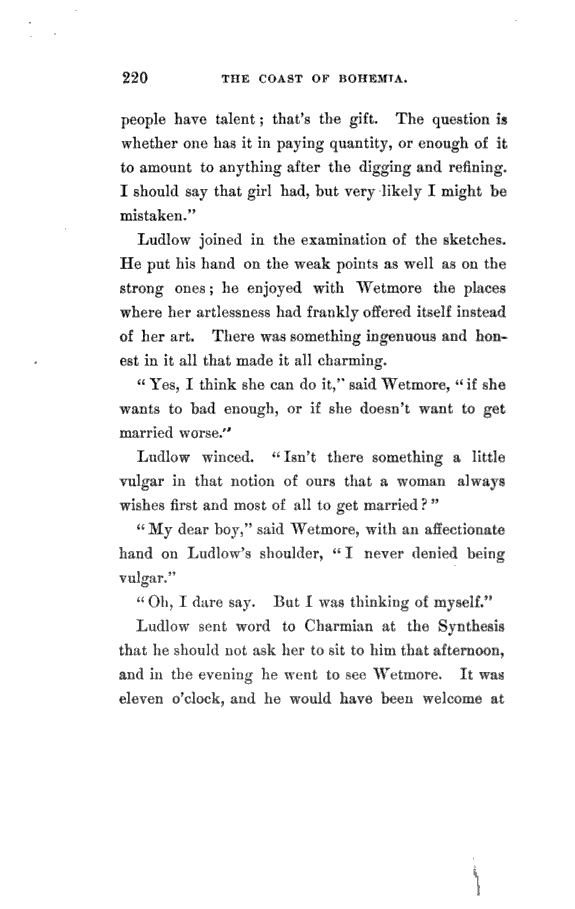 220 THE COAST OF BOHEMIA.
people have talent; that's the gift. The question is
whether one has it in paying quantity, or enough of it
to amount to anything after the digging and refining.
I should say that girl had, but very likely I might be
mistaken."
Ludlow joined in the examination of the sketches.
He put his hand on the weak points as well as on the
strong ones; he enjoyed with Wetmore the places
where her artlessness had frankly offered itself instead
of her art. There was something ingenuous and hon-
est in it all that made it all charming.
"Yes, I think she can do it," said Wetmore, "if she
wants to bad enough, or if she doesn't want to get
married worse."
Ludlow winced. "Isn't there something a little
vulgar in that notion of ours that a woman always
wishes first and most of all to get married?"
"My dear boy," said Wetmore, with an affectionate
hand on Ludlow's shoulder, "I never denied being
vulgar."
"Oh, I dare say. But I was thinking of myself."
Ludlow sent word to Charmian at the Synthesis
that he should not ask her to sit to him that afternoon,
and in the evening he went to see Wetmore. It was
eleven o'clock, and he would have been welcome at